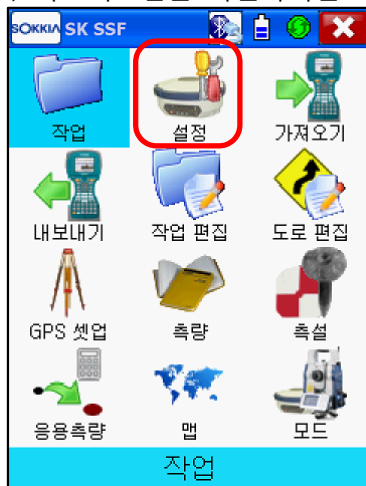 SOKKIA SK SSF
작업 설정 가져오기
내보내기 작업 편집 도로 편집
GPS 셋업 측량 측설
응용측량 맵 모드
작업